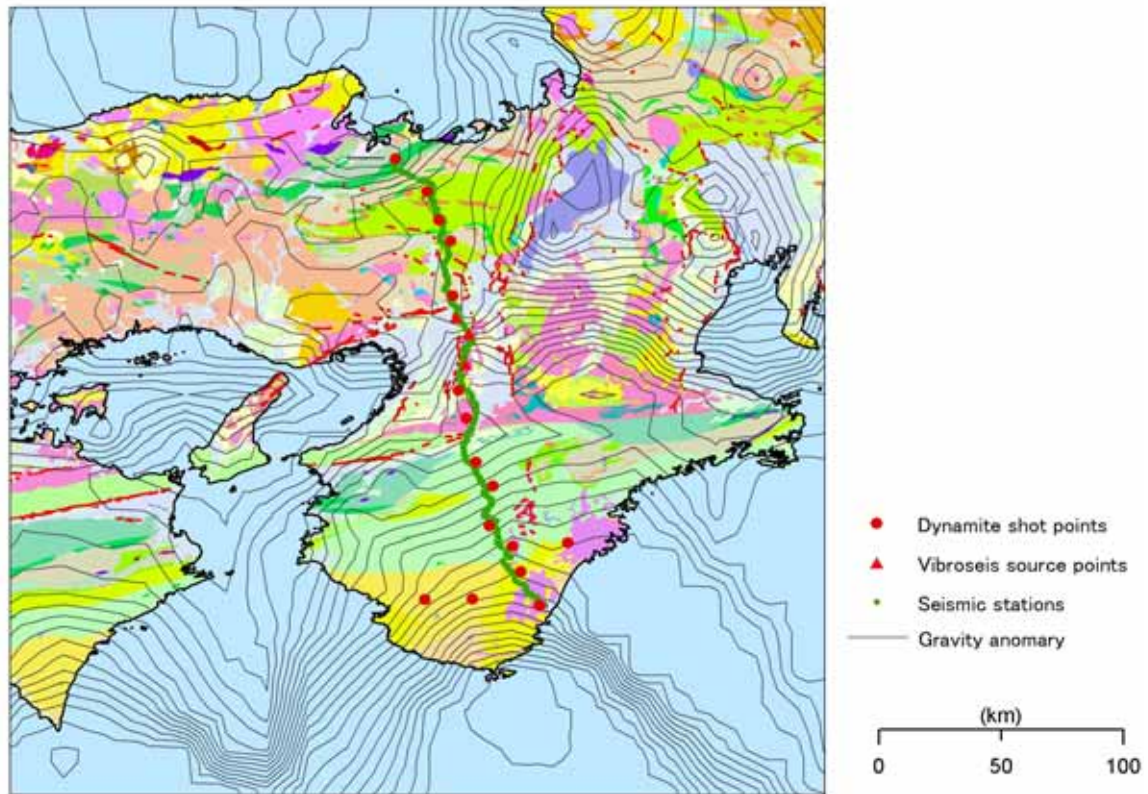 Dynamite shot points
Vibroseis source points
Seismic stations
Gravity anomary
(km)
0 50 100